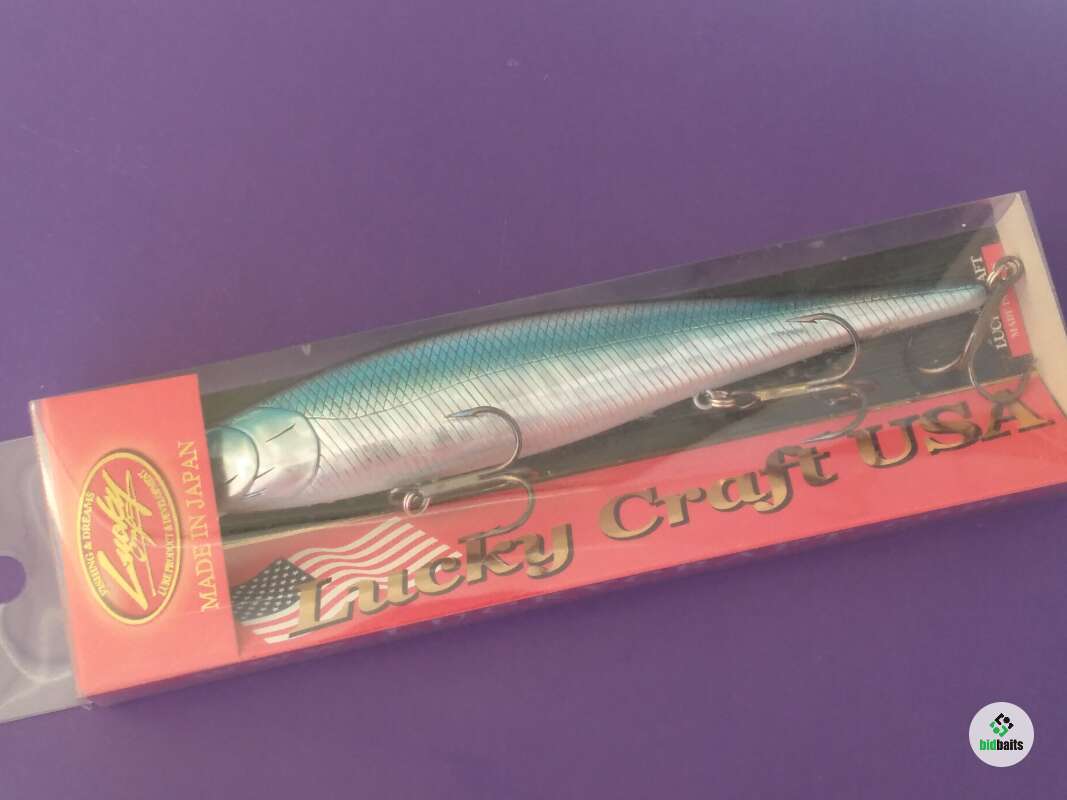 FISHING & DREAMS
Lucky
Craft
LURE PRODUCT & DEVELOPMENT
MADE IN JAPAN
Lucky Craft USA
bidbaits